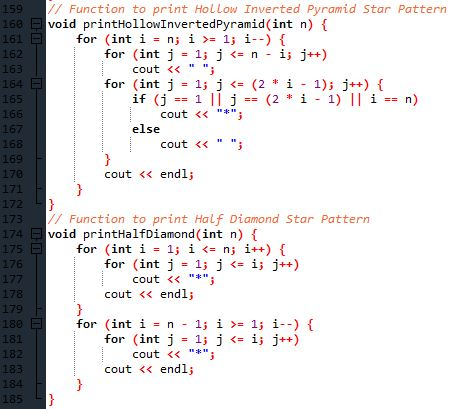 159 // Function to print Hollow Inverted Pyramid Star Pattern
160 void printHollowInvertedPyramid(int n) {
161     for (int i = n; i >= 1; i--) {
162         for (int j = 1; j <= n - i; j++)
163             cout << " ";
164         for (int j = 1; j <= (2 * i - 1); j++) {
165             if (j == 1 || j == (2 * i - 1) || i == n)
166                 cout << "*";
167             else
168                 cout << " ";
169         }
170         cout << endl;
171     }
172 }
173 // Function to print Half Diamond Star Pattern
174 void printHalfDiamond(int n) {
175     for (int i = 1; i <= n; i++) {
176         for (int j = 1; j <= i; j++)
177             cout << "*";
178         cout << endl;
179     }
180     for (int i = n - 1; i >= 1; i--) {
181         for (int j = 1; j <= i; j++)
182             cout << "*";
183         cout << endl;
184     }
185 }